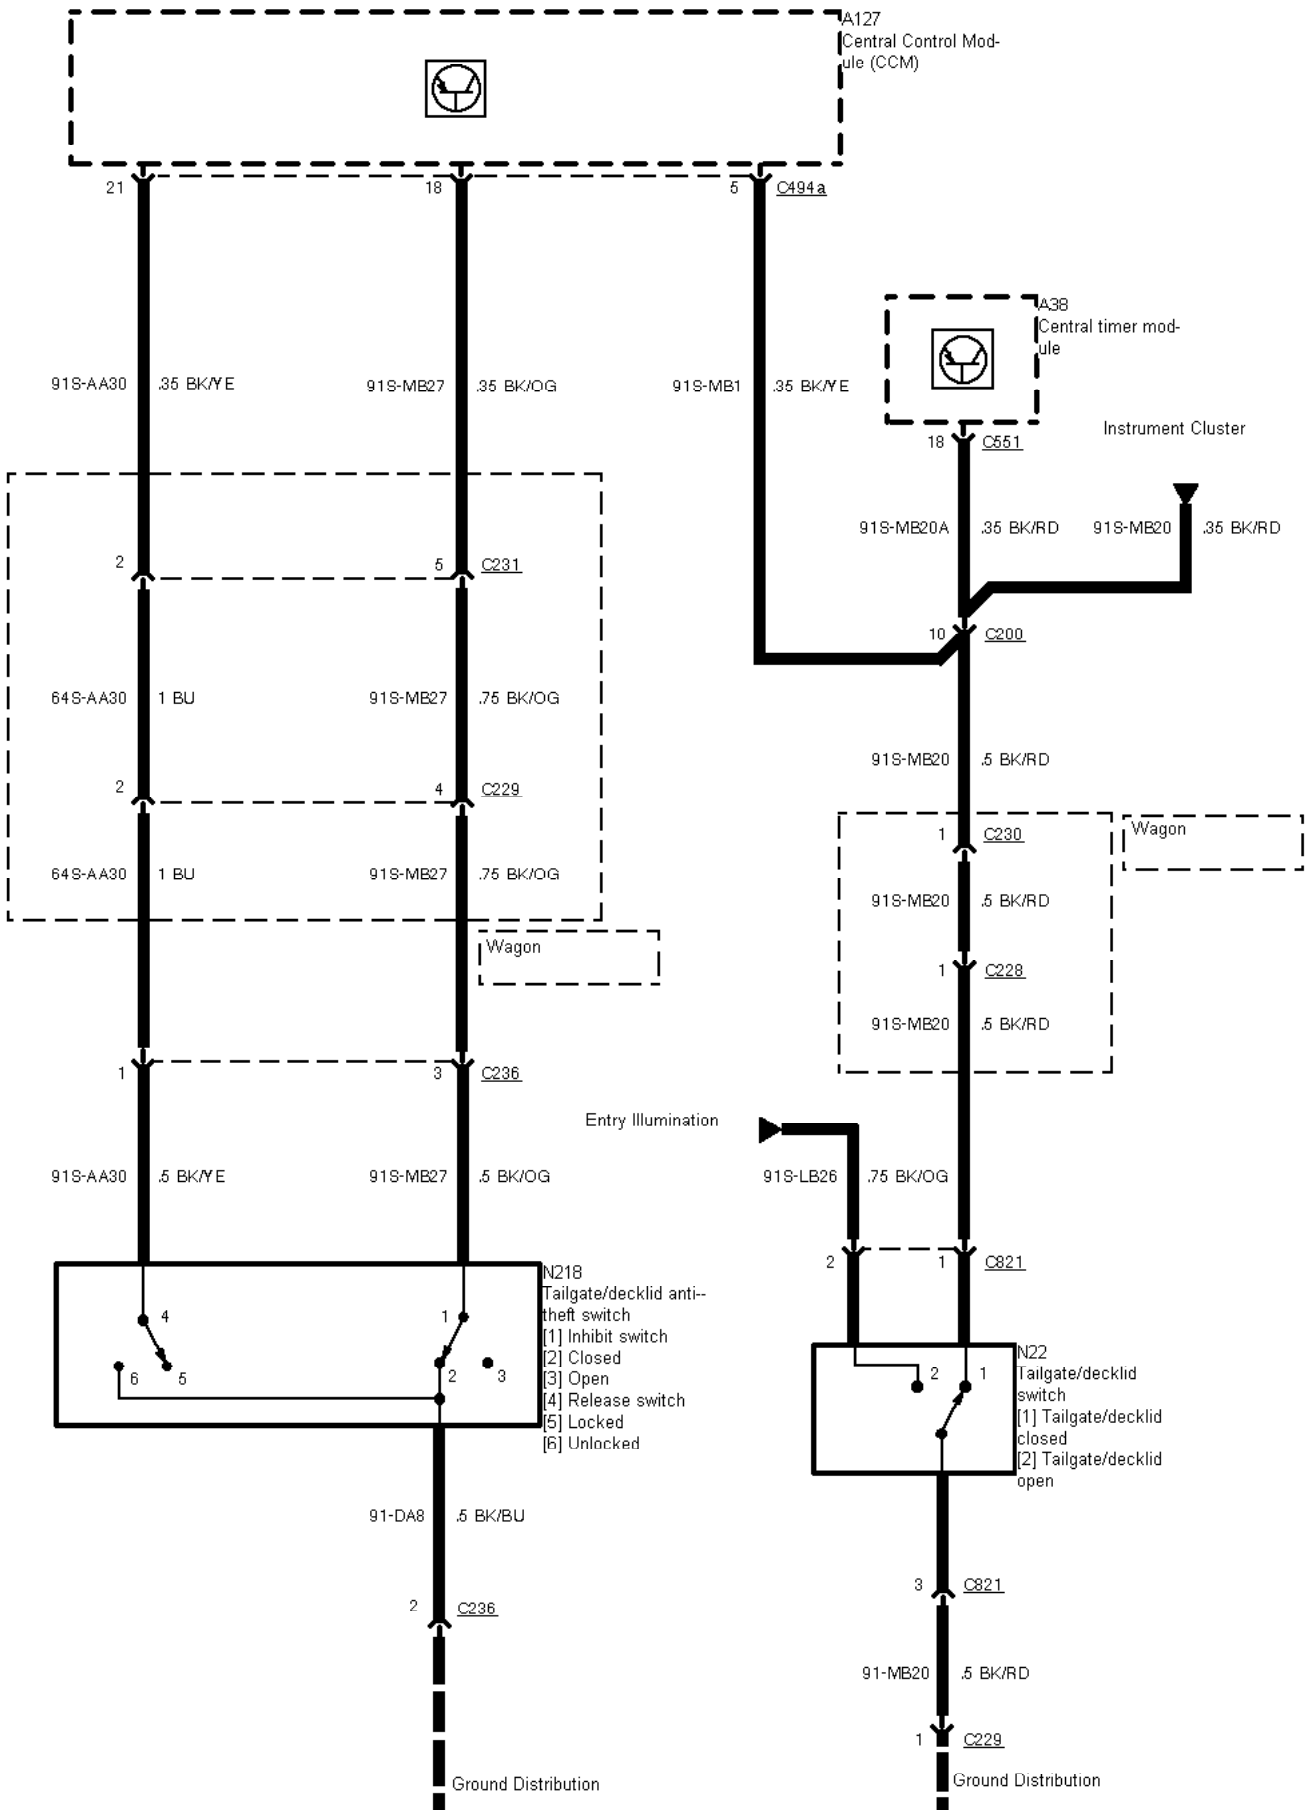 A127
Central Control Mod-
ule (CCM)
21
18
5
C494a
A38
Central timer mod-
ule
18
C551
Instrument Cluster
91S-AA30
.35 BK/YE
91S-MB27
.35 BK/OG
91S-MB1
.35 BK/YE
91S-MB20A
.35 BK/RD
91S-MB20
.35 BK/RD
2
5
C231
10
C200
64S-AA30
1 BU
91S-MB27
.75 BK/OG
91S-MB20
.5 BK/RD
2
4
C229
1
C230
Wagon
64S-AA30
1 BU
91S-MB27
.75 BK/OG
91S-MB20
.5 BK/RD
Wagon
1
C228
91S-MB20
.5 BK/RD
1
3
C236
Entry Illumination
91S-AA30
.5 BK/YE
91S-MB27
.5 BK/OG
91S-LB26
.75 BK/OG
2
1
C821
N218
Tailgate/decklid anti--
theft switch
[1] Inhibit switch
[2] Closed
[3] Open
[4] Release switch
[5] Locked
[6] Unlocked
4
1
6
5
2
3
N22
Tailgate/decklid
switch
[1] Tailgate/decklid
closed
[2] Tailgate/decklid
open
2
1
91-DA8
.5 BK/BU
3
C821
2
C236
91-MB20
.5 BK/RD
1
C229
Ground Distribution
Ground Distribution